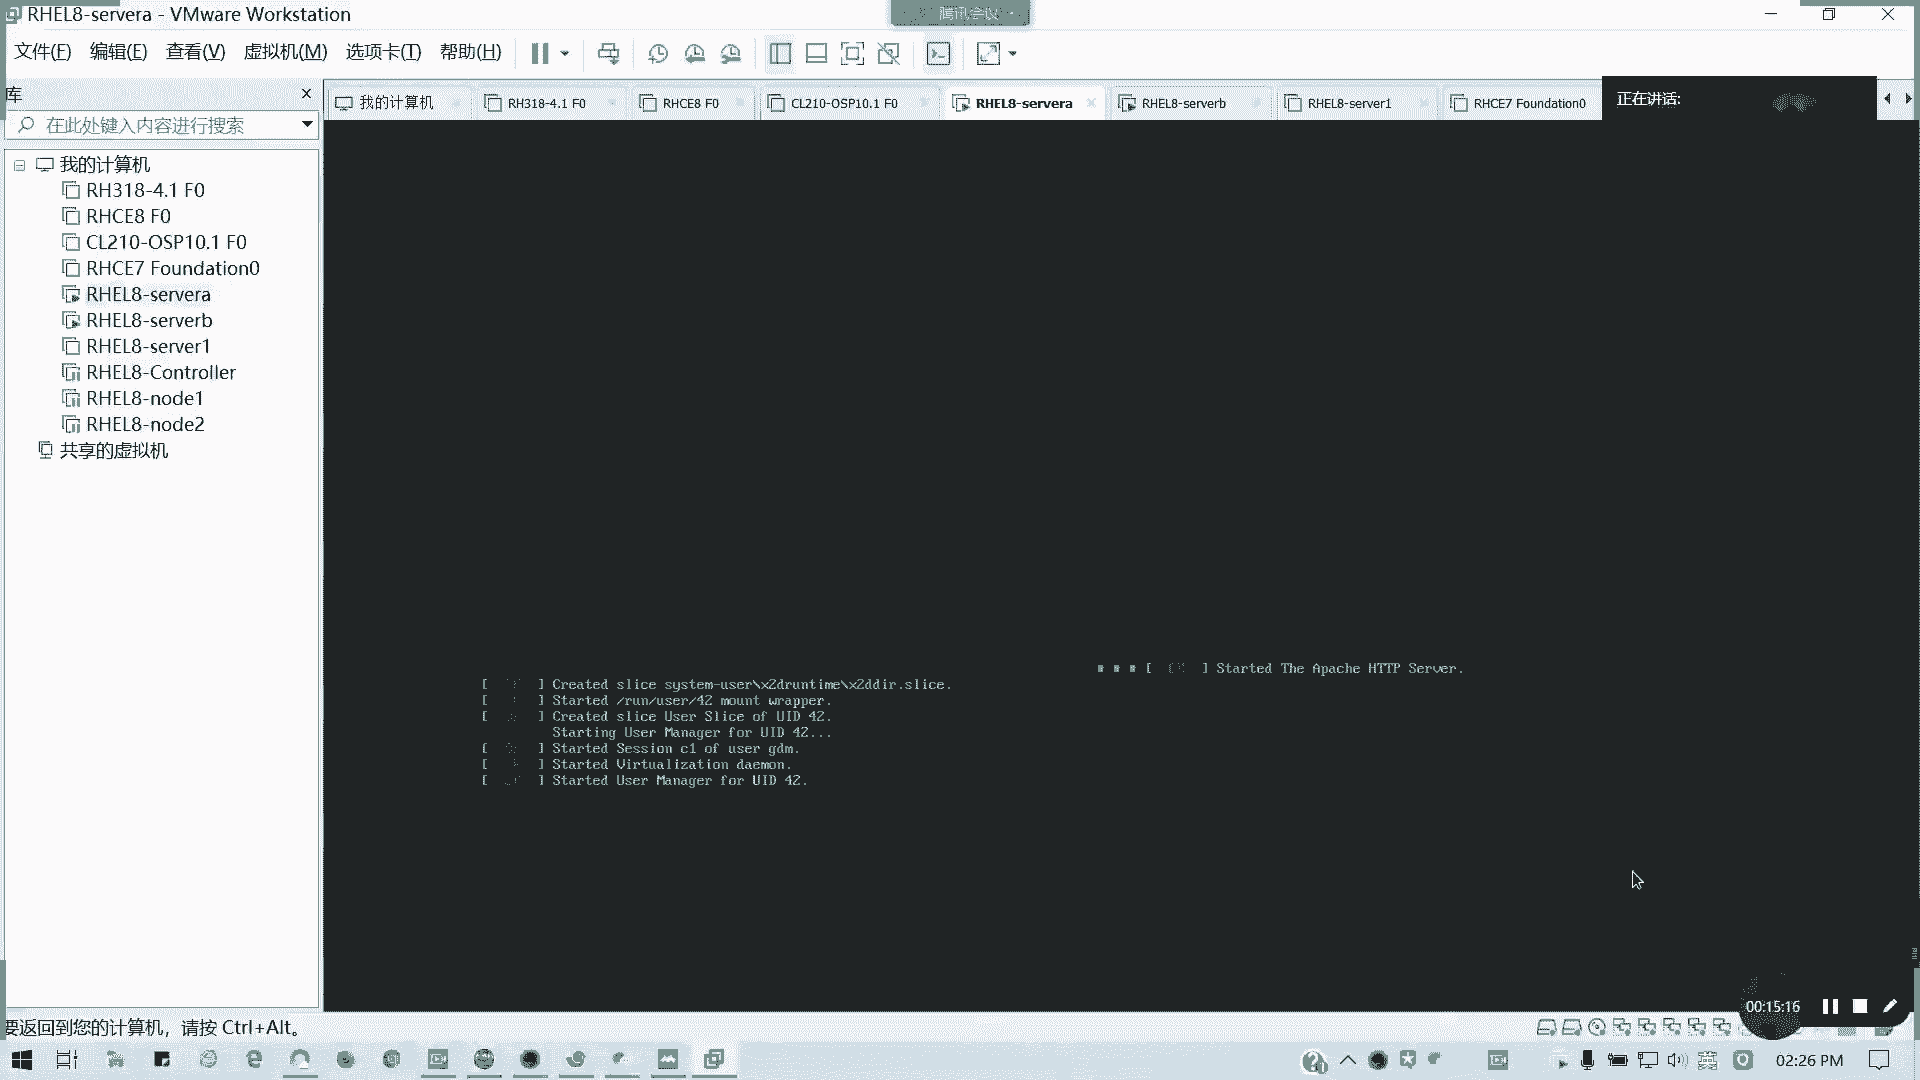 RHEL8-servera - VMware Workstation
腾讯会议
文件(F) 编辑(E) 查看(V) 虚拟机(M) 选项卡(T) 帮助(H)
库
我的计算机 RH318-4.1 F0 RHCE8 F0 CL210-OSP10.1 F0 RHEL8-servera RHEL8-serverb RHEL8-server1 RHCE7 Foundation0
正在讲话:
在此处键入内容进行搜索
我的计算机
RH318-4.1 F0
RHCE8 F0
CL210-OSP10.1 F0
RHCE7 Foundation0
RHEL8-servera
RHEL8-serverb
RHEL8-server1
RHEL8-Controller
RHEL8-node1
RHEL8-node2
共享的虚拟机
[ ] Started The Apache HTTP Server.
[ ] Created slice system-user\x2druntime\x2ddir.slice.
[ ] Started /run/user/42 mount wrapper.
[ ] Created slice User Slice of UID 42.
Starting User Manager for UID 42...
[ ] Started Session c1 of user gdm.
[ ] Started Virtualization daemon.
[ ] Started User Manager for UID 42.
00:15:16
要返回到您的计算机，请按 Ctrl+Alt。
英
02:26 PM